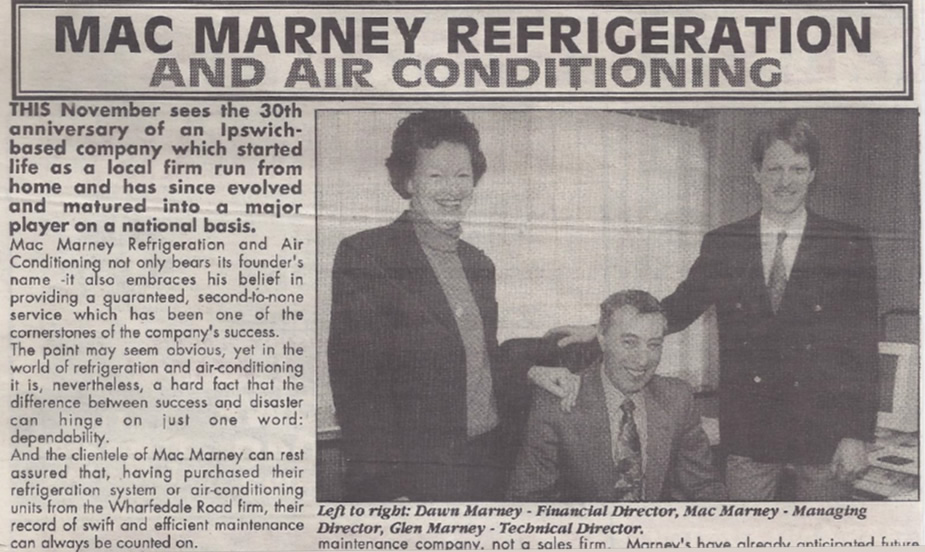 MAC MARNEY REFRIGERATION
AND AIR CONDITIONING
THIS November sees the 30th
anniversary of an Ipswich-
based company which started
life as a local firm run from
home and has since evolved
and matured into a major
player on a national basis.
Mac Marney Refrigeration and Air
Conditioning not only bears its founder's
name -it also embraces his belief in
providing a guaranteed, second-to-none
service which has been one of the
cornerstones of the company's success.
The point may seem obvious, yet in the
world of refrigeration and air-conditioning
it is, nevertheless, a hard fact that the
difference between success and disaster
can hinge on just one word:
dependability.
And the clientele of Mac Marney can rest
assured that, having purchased their
refrigeration system or air-conditioning
units from the Wharfedale Road firm, their
record of swift and efficient maintenance
can always be counted on.
Left to right: Dawn Marney - Financial Director, Mac Marney - Managing
Director, Glen Marney - Technical Director.
maintenance company, not a sales firm.
Marney's have already anticipated future